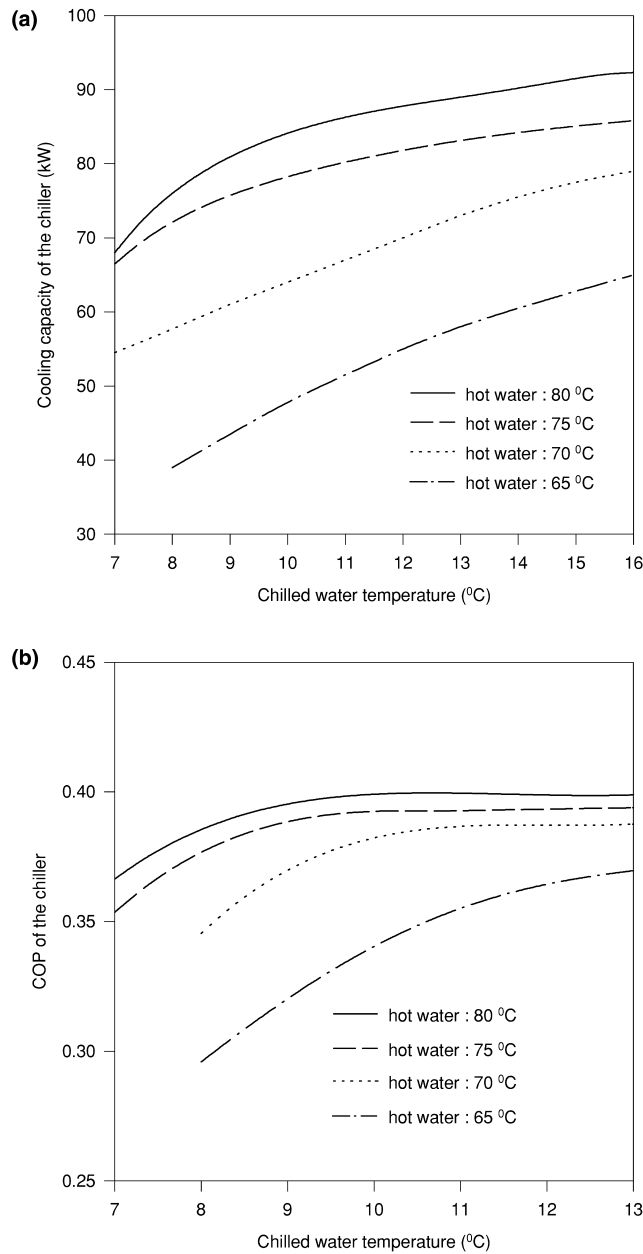 (a)
100
90
80
70
60
50
40
30
Cooling capacity of the chiller (kW)
hot water : 80 ⁰C
hot water : 75 ⁰C
hot water : 70 ⁰C
hot water : 65 ⁰C
7 8 9 10 11 12 13 14 15 16
Chilled water temperature (⁰C)
(b)
0.45
0.40
0.35
0.30
0.25
COP of the chiller
hot water : 80 ⁰C
hot water : 75 ⁰C
hot water : 70 ⁰C
hot water : 65 ⁰C
7 8 9 10 11 12 13
Chilled water temperature (⁰C)